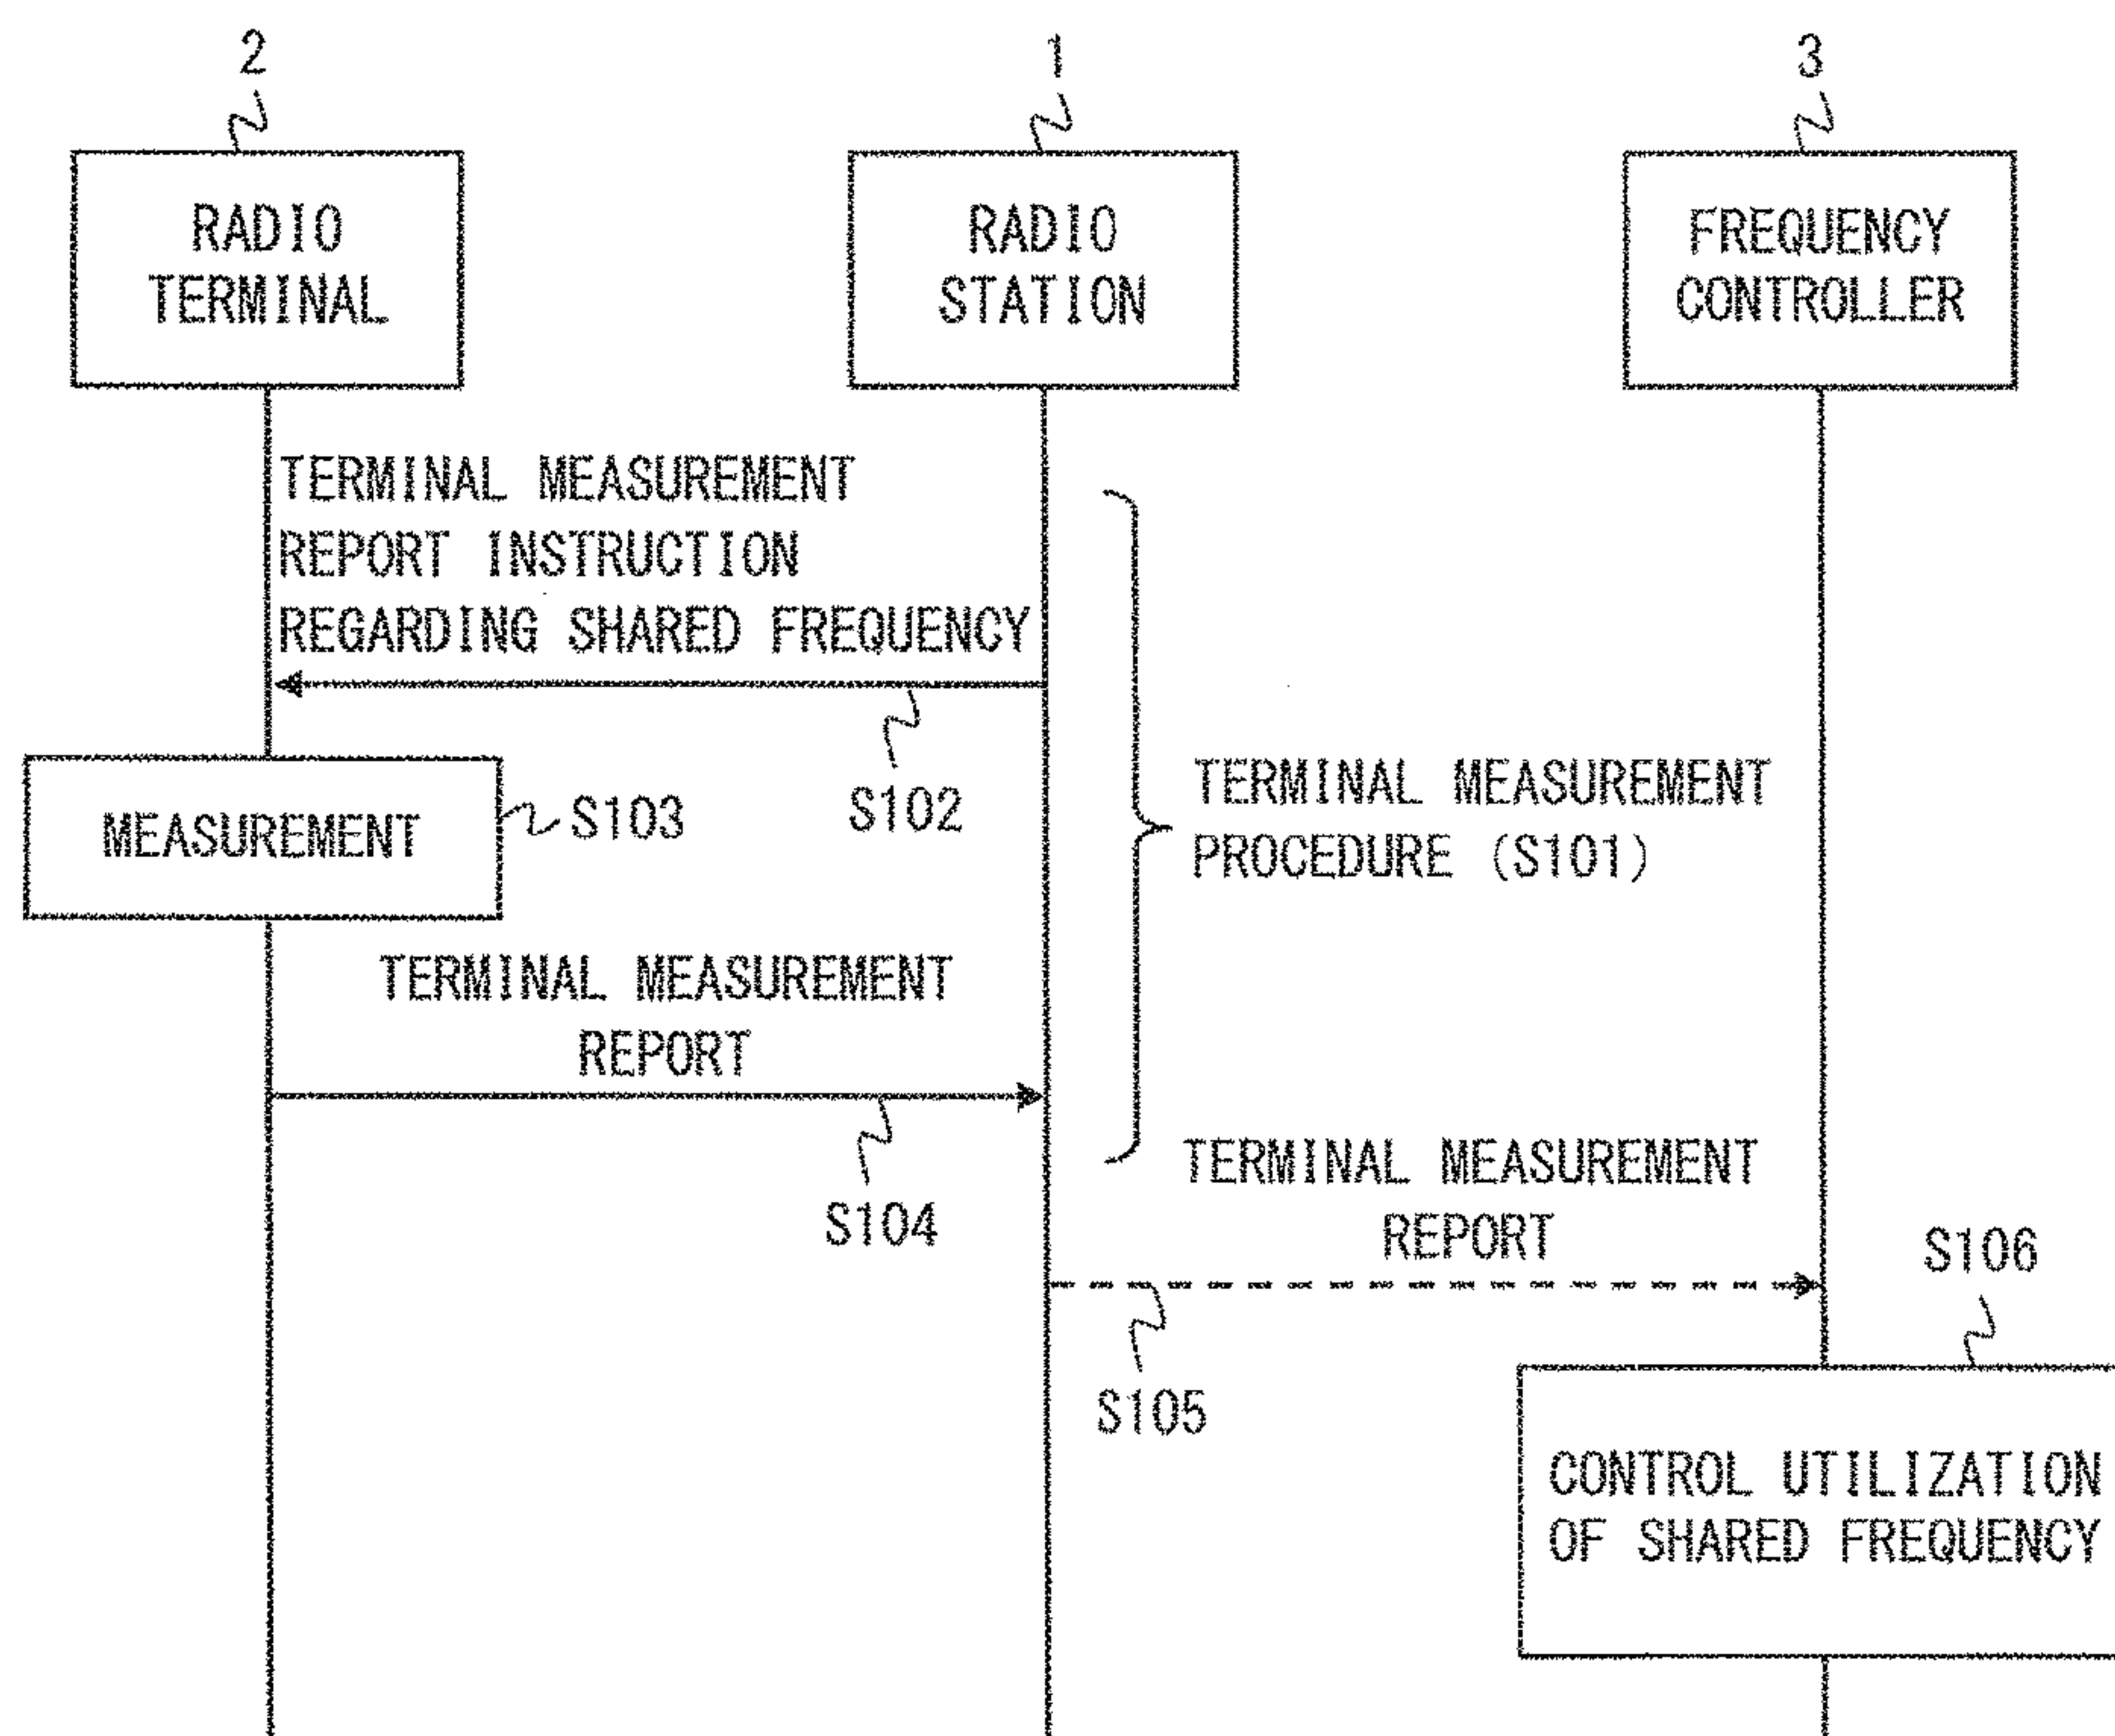 2
1
3
RADIO
TERMINAL
RADIO
STATION
FREQUENCY
CONTROLLER
TERMINAL MEASUREMENT
REPORT INSTRUCTION
REGARDING SHARED FREQUENCY
S102
MEASUREMENT
S103
TERMINAL MEASUREMENT
PROCEDURE (S101)
TERMINAL MEASUREMENT
REPORT
S104
TERMINAL MEASUREMENT
REPORT
S105
S106
CONTROL UTILIZATION
OF SHARED FREQUENCY